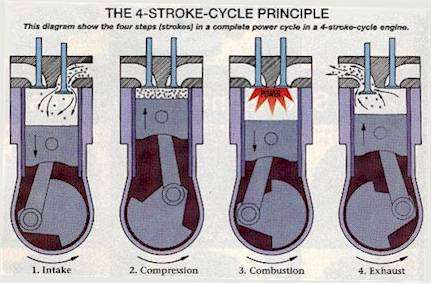 THE 4-STROKE-CYCLE PRINCIPLE
This diagram show the four steps (strokes) in a complete power cycle in a 4-stroke-cycle engine.
POWER
1. Intake
2. Compression
3. Combustion
4. Exhaust